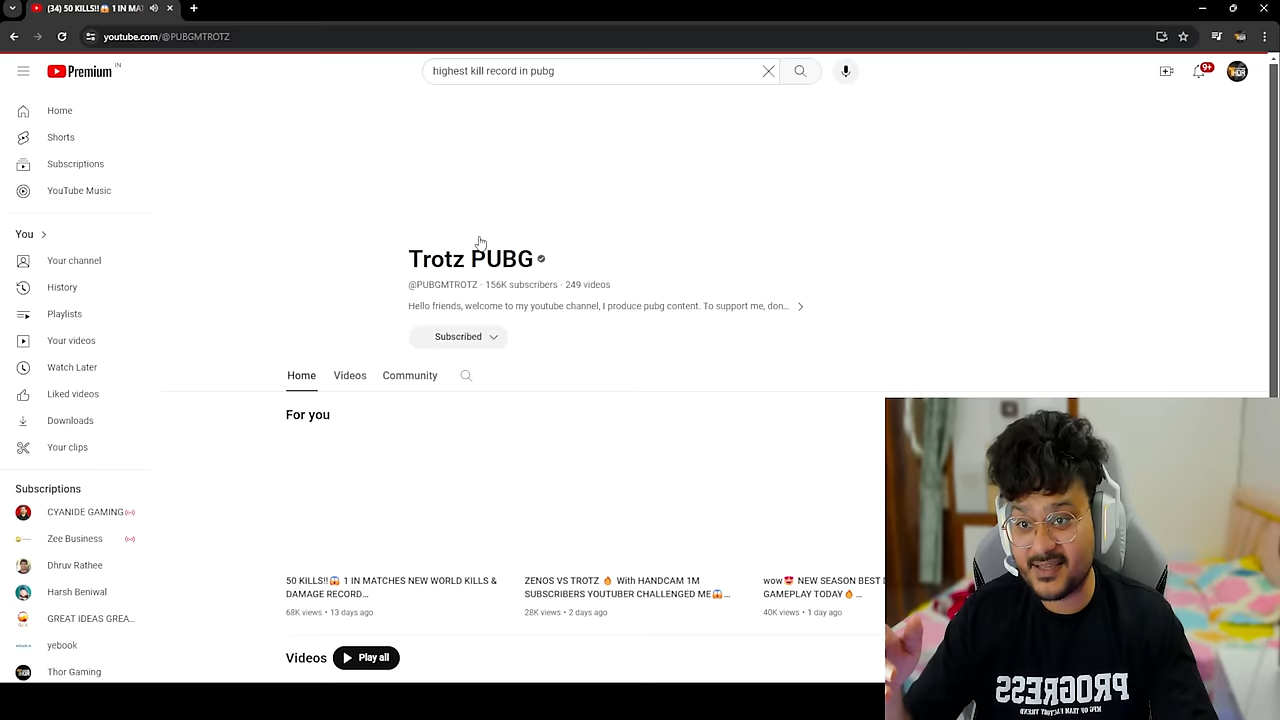 (34) 50 KILLS!!😱 1 IN MAT
youtube.com/@PUBGMTROTZ
Premium IN
highest kill record in pubg
9+
Home
Shorts
Subscriptions
YouTube Music
You
Your channel
History
Playlists
Your videos
Watch Later
Liked videos
Downloads
Your clips
Subscriptions
CYANIDE GAMING
Zee Business
Dhruv Rathee
Harsh Beniwal
GREAT IDEAS GREA...
yebook
Thor Gaming
Trotz PUBG
@PUBGMTROTZ · 156K subscribers · 249 videos
Hello friends, welcome to my youtube channel, I produce pubg content. To support me, don...
Subscribed
Home Videos Community
For you
50 KILLS!!😱 1 IN MATCHES NEW WORLD KILLS &
DAMAGE RECORD...
68K views • 13 days ago
ZENOS VS TROTZ 🔥 With HANDCAM 1M
SUBSCRIBERS YOUTUBER CHALLENGED ME😱...
28K views • 2 days ago
wow😍 NEW SEASON BEST
GAMEPLAY TODAY🔥...
40K views • 1 day ago
Videos
Play all
PROGRESS